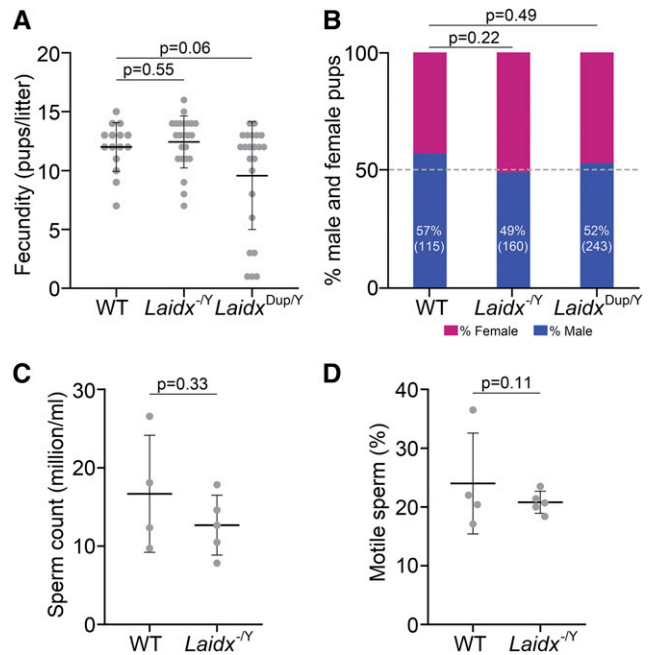 A
p=0.06
p=0.55
Fecundity (pups/litter)
20
15
10
5
0
WT
Laidx-/Y
LaidxDup/Y
B
p=0.49
p=0.22
% male and female pups
100
50
0
57%
(115)
49%
(160)
52%
(243)
WT
Laidx-/Y
LaidxDup/Y
% Female
% Male
C
p=0.33
Sperm count (million/ml)
30
20
10
0
WT
Laidx-/Y
D
p=0.11
Motile sperm (%)
40
30
20
10
0
WT
Laidx-/Y